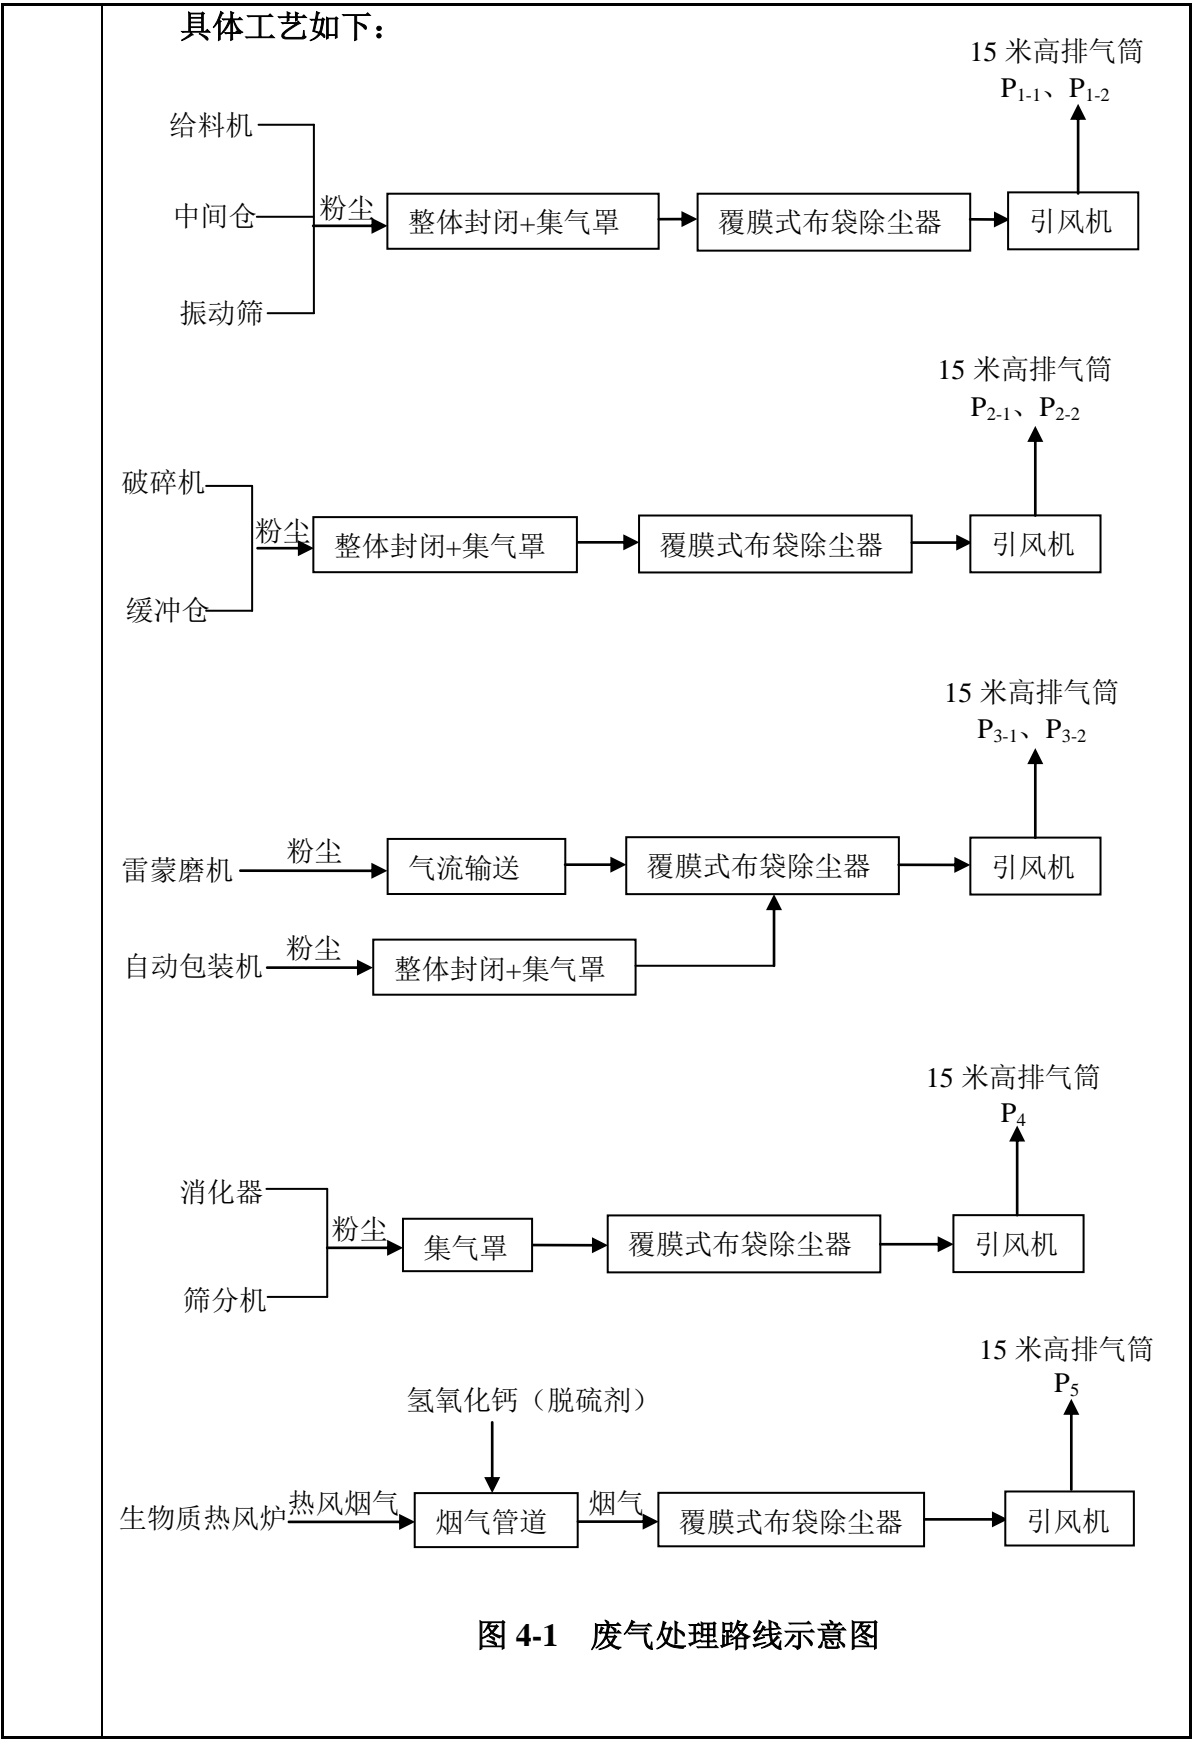 具体工艺如下：
15 米高排气筒
P1-1、P1-2
给料机
中间仓
振动筛
粉尘
整体封闭+集气罩
覆膜式布袋除尘器
引风机
15 米高排气筒
P2-1、P2-2
破碎机
缓冲仓
粉尘
整体封闭+集气罩
覆膜式布袋除尘器
引风机
15 米高排气筒
P3-1、P3-2
雷蒙磨机
粉尘
气流输送
覆膜式布袋除尘器
引风机
自动包装机
粉尘
整体封闭+集气罩
15 米高排气筒
P4
消化器
筛分机
粉尘
集气罩
覆膜式布袋除尘器
引风机
15 米高排气筒
P5
氢氧化钙（脱硫剂）
生物质热风炉
热风烟气
烟气管道
烟气
覆膜式布袋除尘器
引风机
图 4-1 废气处理路线示意图